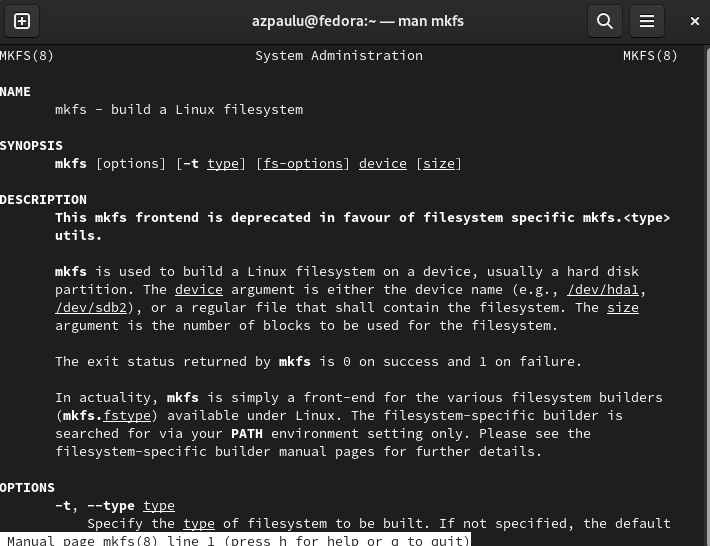 azpaulu@fedora:~ — man mkfs
MKFS(8) System Administration MKFS(8)
NAME
mkfs - build a Linux filesystem
SYNOPSIS
mkfs [options] [-t type] [fs-options] device [size]
DESCRIPTION
This mkfs frontend is deprecated in favour of filesystem specific mkfs.<type>
utils.
mkfs is used to build a Linux filesystem on a device, usually a hard disk
partition. The device argument is either the device name (e.g., /dev/hda1,
/dev/sdb2), or a regular file that shall contain the filesystem. The size
argument is the number of blocks to be used for the filesystem.
The exit status returned by mkfs is 0 on success and 1 on failure.
In actuality, mkfs is simply a front-end for the various filesystem builders
(mkfs.fstype) available under Linux. The filesystem-specific builder is
searched for via your PATH environment setting only. Please see the
filesystem-specific builder manual pages for further details.
OPTIONS
-t, --type type
Specify the type of filesystem to be built. If not specified, the default
Manual page mkfs(8) line 1 (press h for help or q to quit)